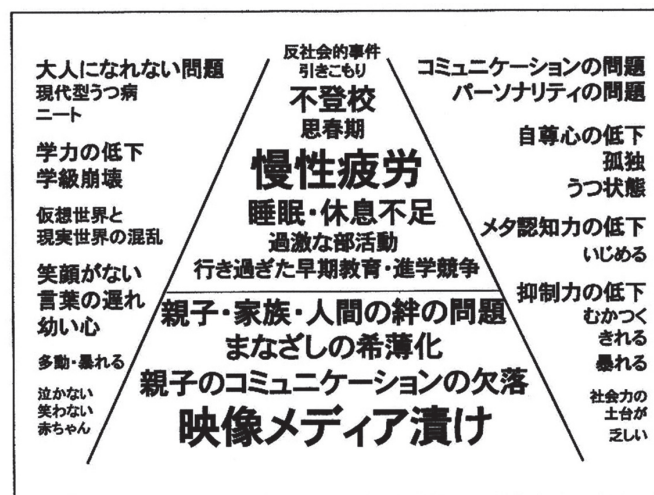 反社会的事件
引きこもり
不登校
思春期
慢性疲労
睡眠・休息不足
過激な部活動
行き過ぎた早期教育・進学競争
親子・家族・人間の絆の問題
まなざしの希薄化
親子のコミュニケーションの欠落
映像メディア漬け
大人になれない問題
現代型うつ病
ニート
学力の低下
学級崩壊
仮想世界と
現実世界の混乱
笑顔がない
言葉の遅れ
幼い心
多動・暴れる
泣かない
笑わない
赤ちゃん
コミュニケーションの問題
パーソナリティの問題
自尊心の低下
孤独
うつ状態
メタ認知力の低下
いじめる
抑制力の低下
むかつく
きれる
暴れる
社会力の
土台が
乏しい